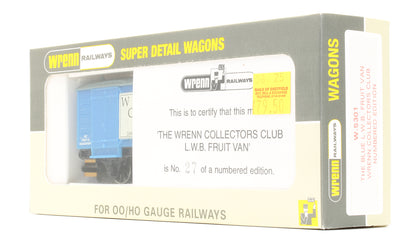 wrenn RAILWAYS
SUPER DETAIL WAGONS
W
C
This is to certify that this m
'THE WRENN COLLECTORS CLUB
L.W.B. FRUIT VAN'
is No. 27 of a numbered edition.
FOR OO/HO GAUGE RAILWAYS
wrenn RAILWAYS
WAGONS
THE BLUE L.W.B. FRUIT VAN
WRENN COLLECTORS CLUB
NUMBERED EDITION